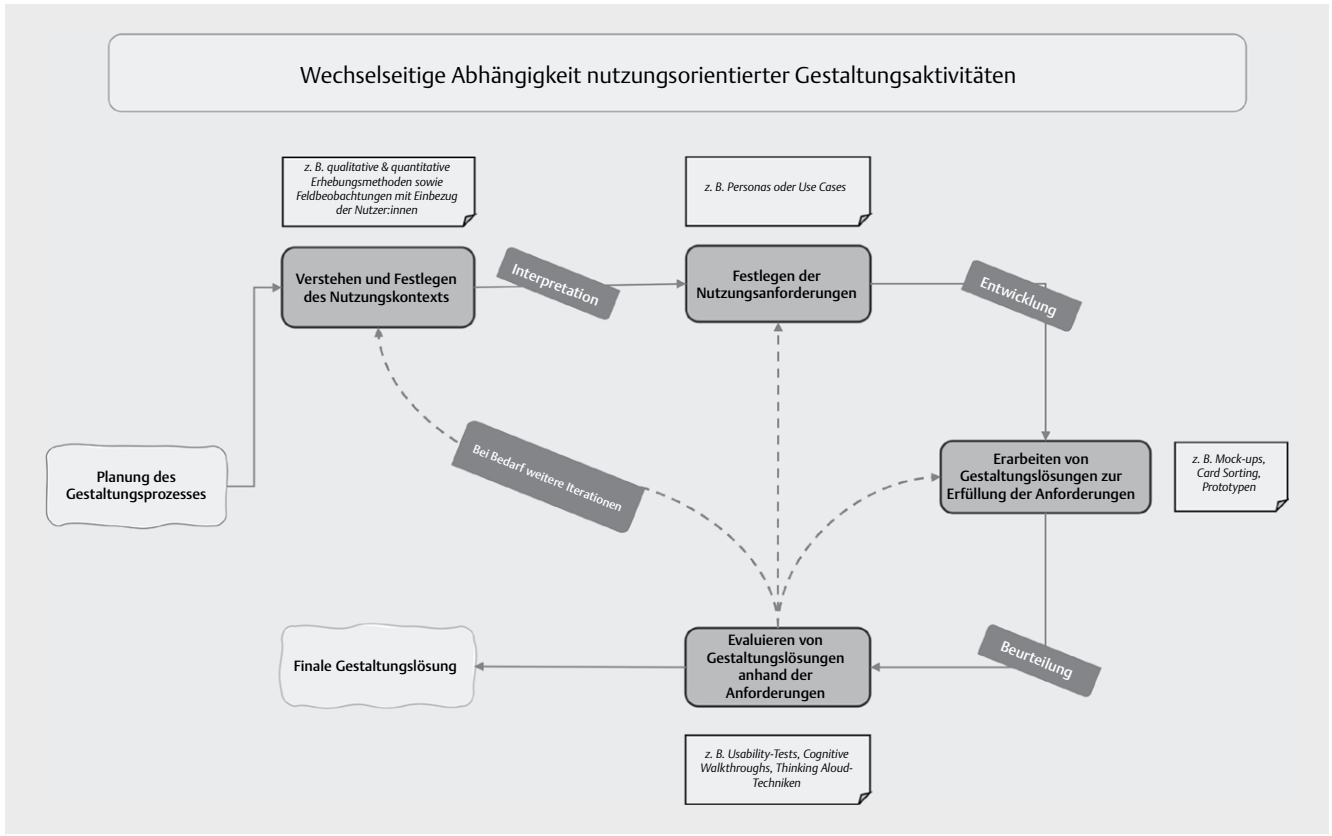 Wechselseitige Abhängigkeit nutzungsorientierter Gestaltungsaktivitäten
z. B. qualitative & quantitative
Erhebungsmethoden sowie
Feldbeobachtungen mit Einbezug
der Nutzer:innen
z. B. Personas oder Use Cases
Verstehen und Festlegen
des Nutzungskontexts
Interpretation
Festlegen der
Nutzungsanforderungen
Entwicklung
Bei Bedarf weitere Iterationen
Planung des
Gestaltungsprozesses
Erarbeiten von
Gestaltungslösungen zur
Erfüllung der Anforderungen
z. B. Mock-ups,
Card Sorting,
Prototypen
Finale Gestaltungslösung
Evaluieren von
Gestaltungslösungen
anhand der
Anforderungen
Beurteilung
z. B. Usability-Tests, Cognitive
Walkthroughs, Thinking Aloud-
Techniken